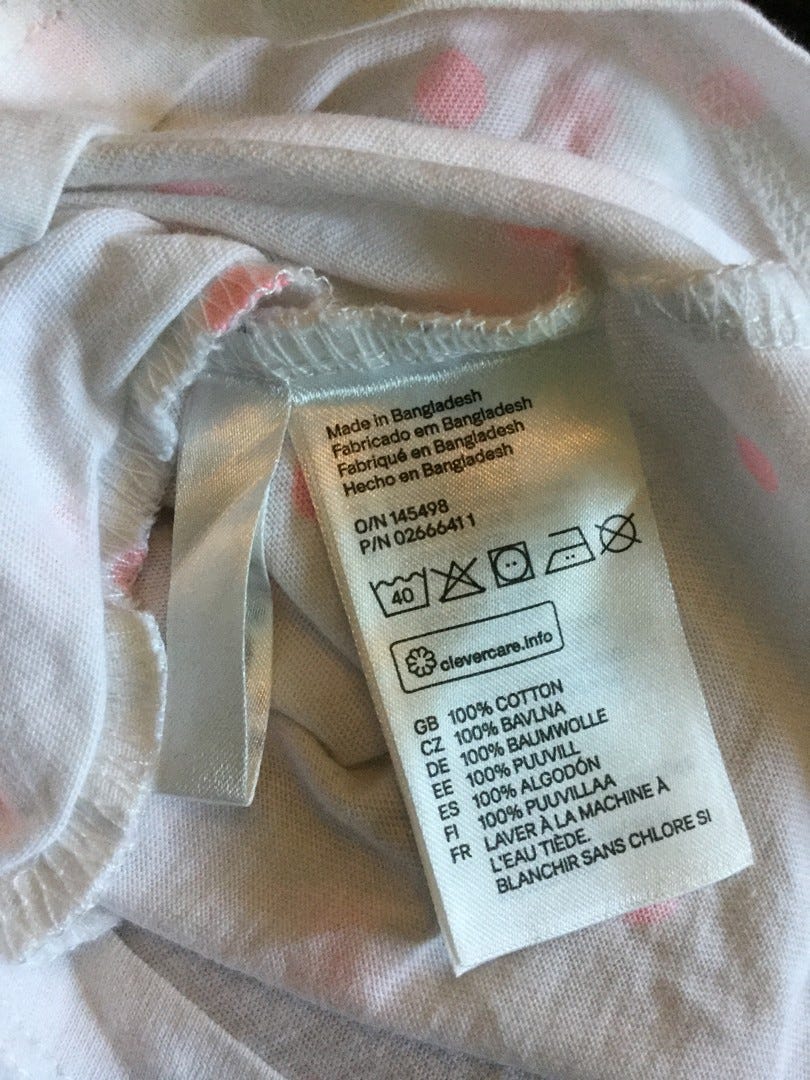 Made in Bangladesh
Fabricado em Bangladesh
Fabriqué en Bangladesh
Hecho en Bangladesh
O/N 145498
P/N 0266641 1
40
clevercare.info
GB 100% COTTON
CZ 100% BAVLNA
DE 100% BAUMWOLLE
EE 100% PUUVILL
ES 100% ALGODÓN
FI 100% PUUVILLAA
FR LAVER À LA MACHINE À
L'EAU TIÈDE.
BLANCHIR SANS CHLORE SI